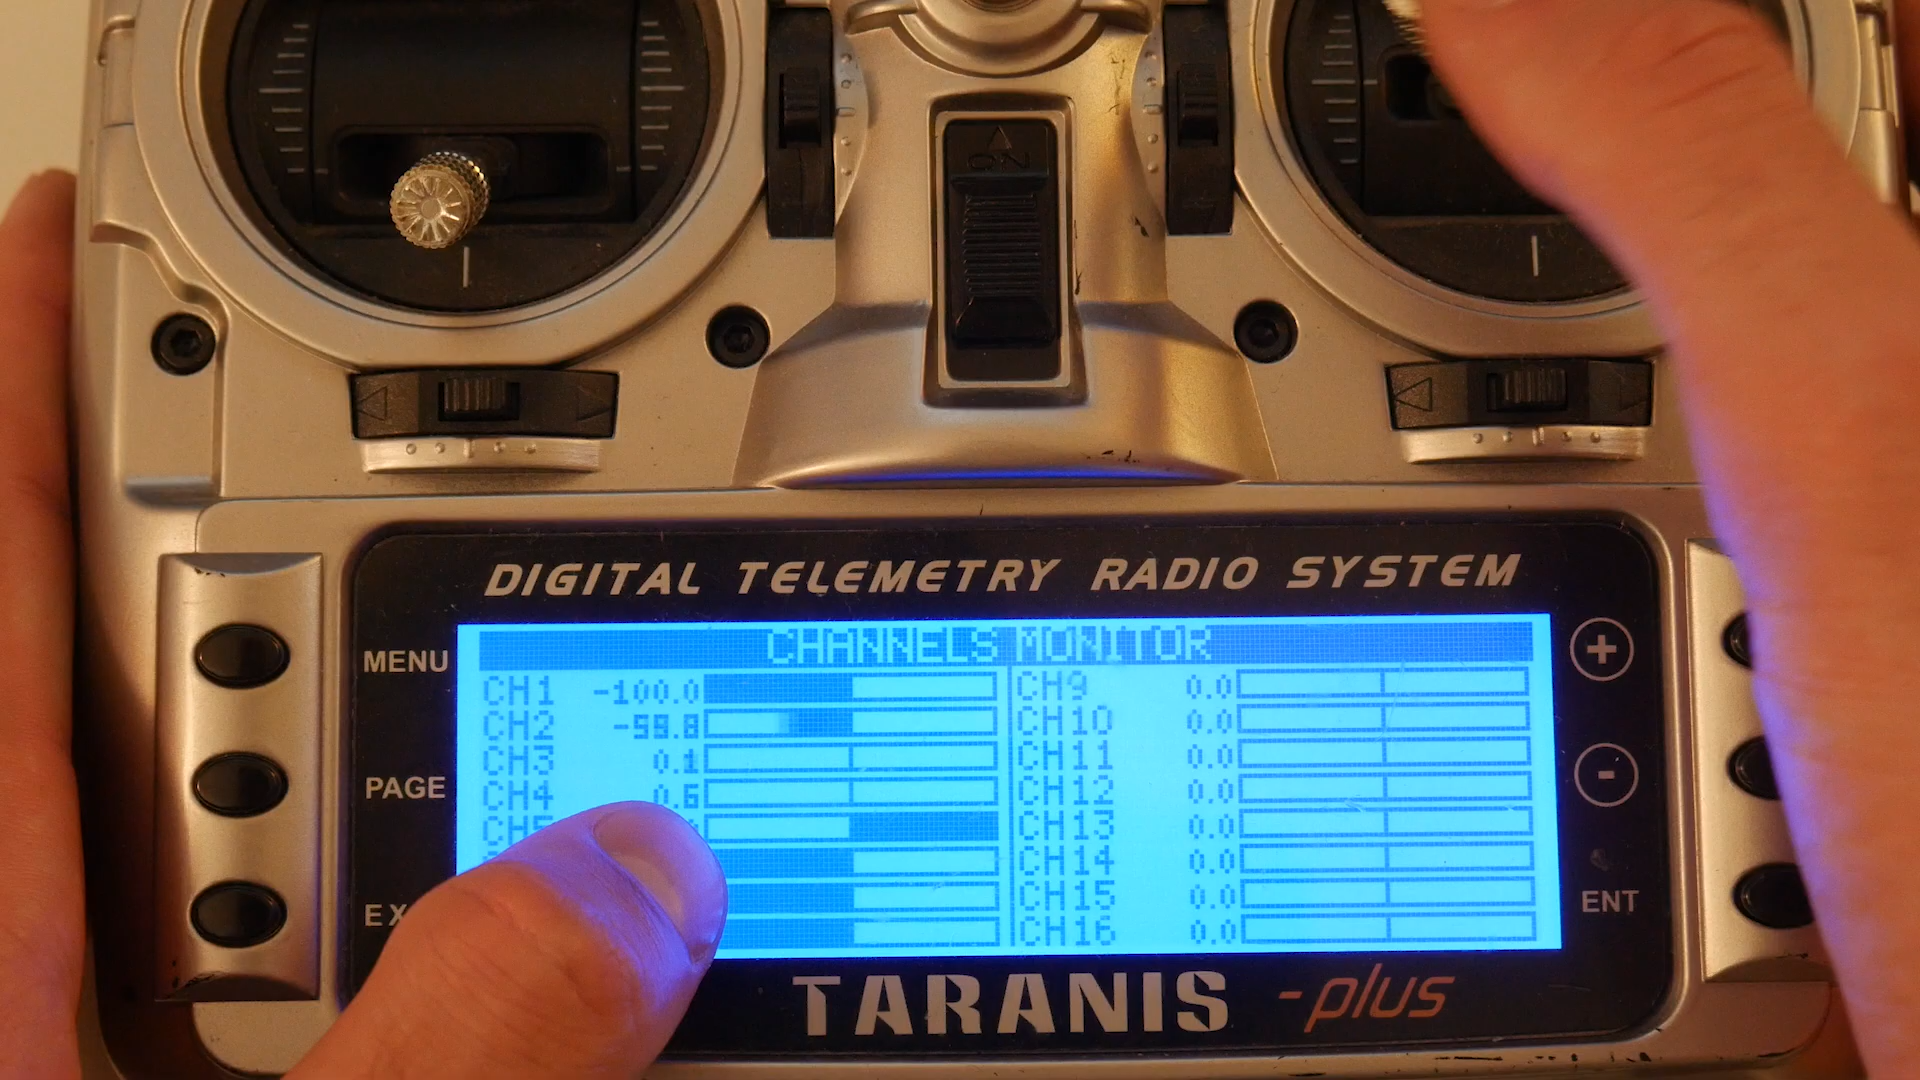 ON
DIGITAL TELEMETRY RADIO SYSTEM
MENU
PAGE
CHANNELS MONITOR
CH1 -100.0
CH2
CH3 0.1
CH4 0.6
CH9 0.0
CH10 0.0
CH11 0.0
CH12 0.0
CH13 0.0
CH14 0.0
CH15 0.0
CH16 0.0
+
-
ENT
TARANIS -plus